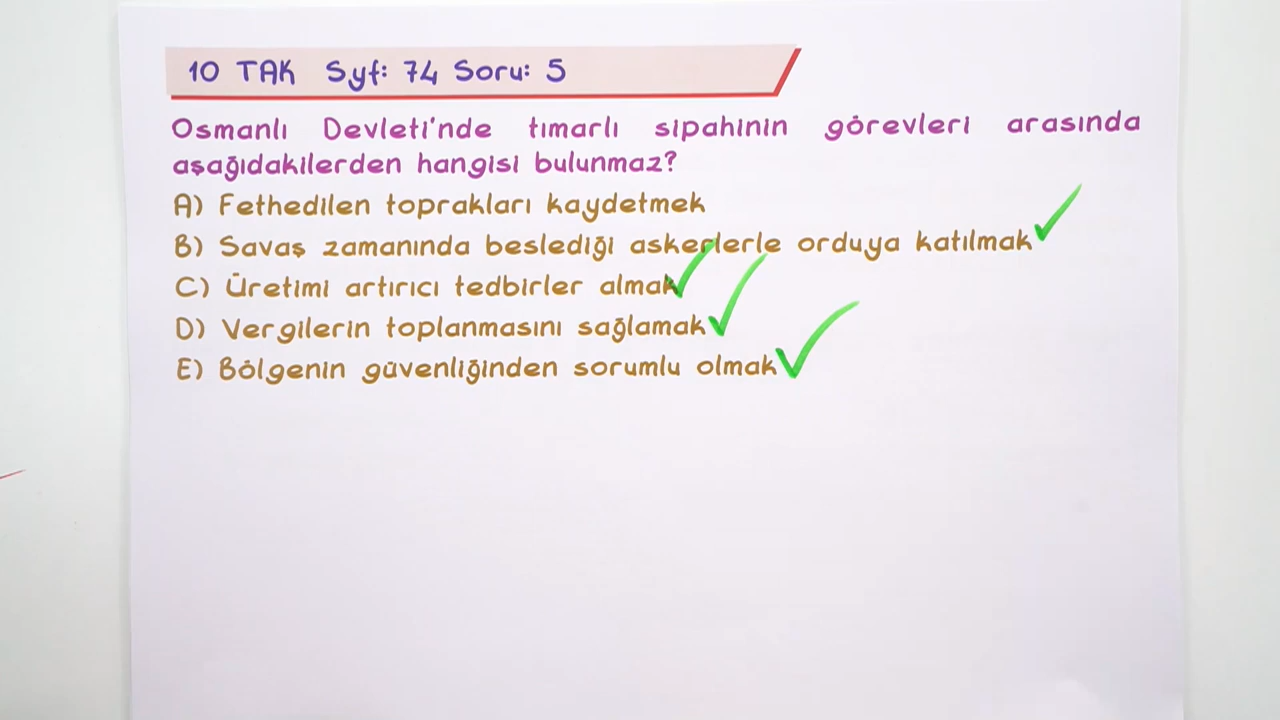 10 TAK Syf: 74 Soru: 5
Osmanlı Devleti'nde tımarlı sipahinin görevleri arasında
aşağıdakilerden hangisi bulunmaz?
A) Fethedilen toprakları kaydetmek
B) Savaş zamanında beslediği askerlerle orduya katılmak
C) Üretimi artırıcı tedbirler almak
D) Vergilerin toplanmasını sağlamak
E) Bölgenin güvenliğinden sorumlu olmak